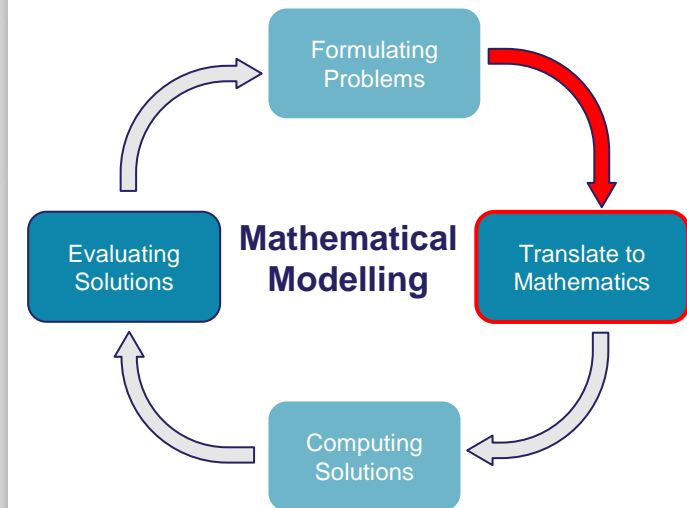 Formulating
Problems
Evaluating
Solutions
Mathematical
Modelling
Translate to
Mathematics
Computing
Solutions